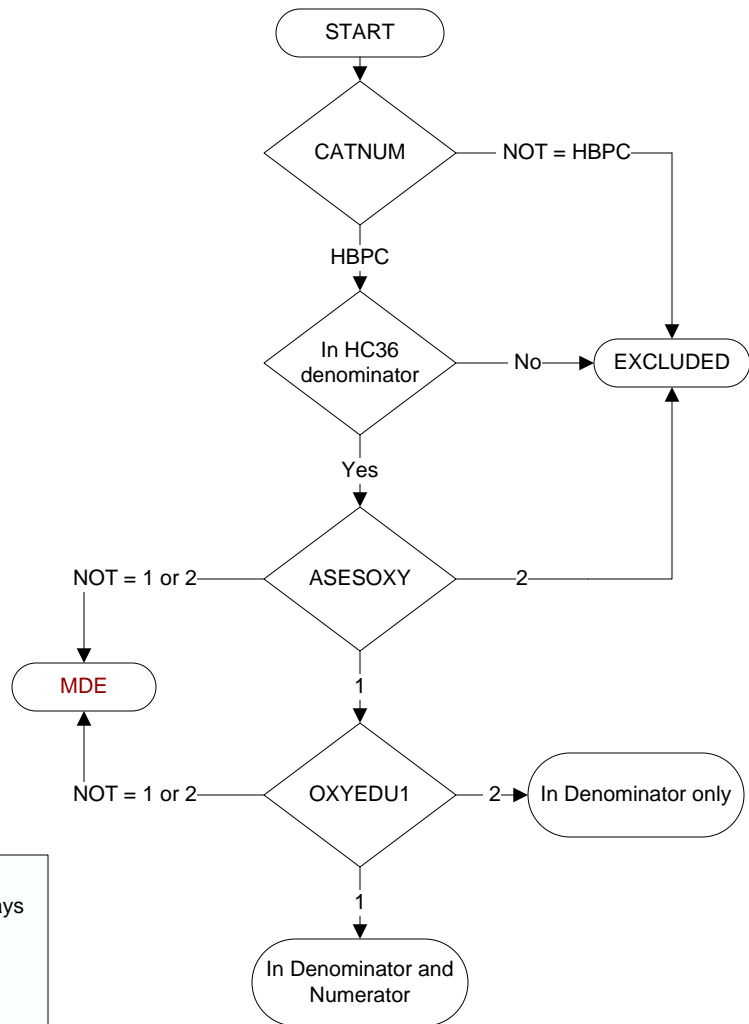 START
CATNUM
NOT = HBPC
HBPC
In HC36
denominator
No
EXCLUDED
Yes
NOT = 1 or 2
ASESOXY
2
MDE
1
NOT = 1 or 2
OXYEDU1
2
In Denominator only
1
In Denominator and
Numerator